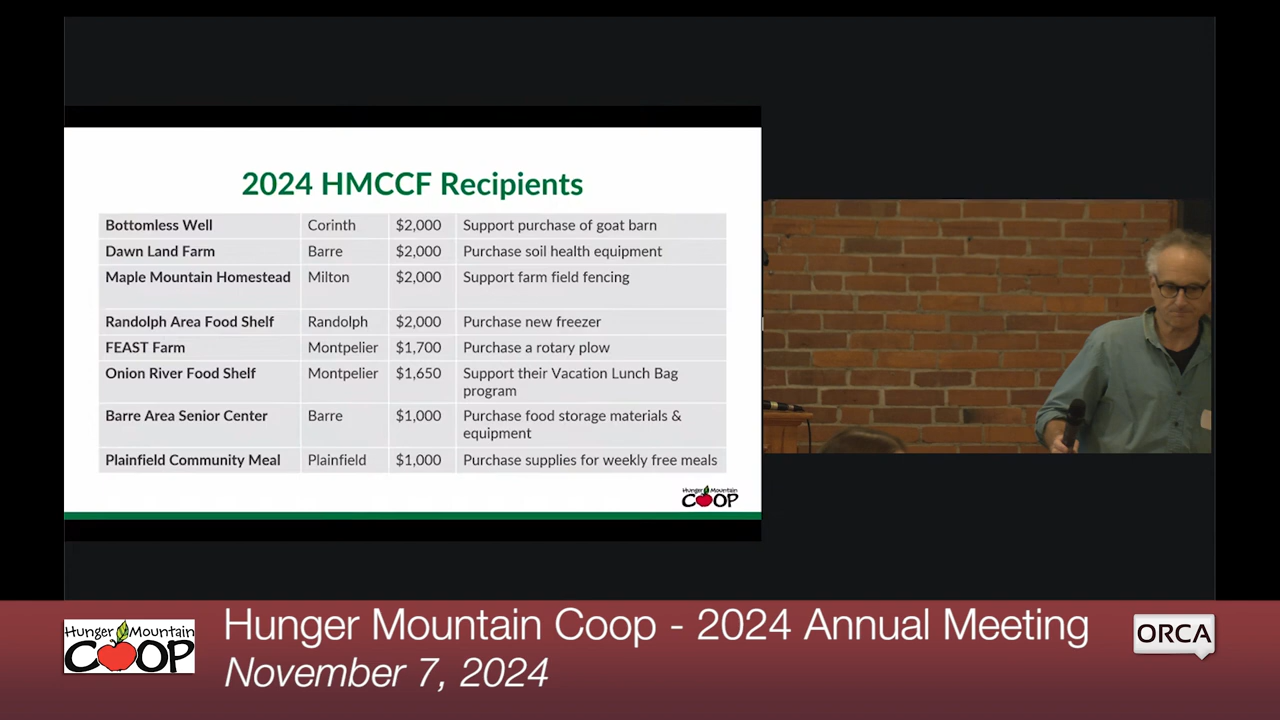 2024 HMCCF Recipients
Bottomless Well Corinth $2,000 Support purchase of goat barn
Dawn Land Farm Barre $2,000 Purchase soil health equipment
Maple Mountain Homestead Milton $2,000 Support farm field fencing
Randolph Area Food Shelf Randolph $2,000 Purchase new freezer
FEAST Farm Montpelier $1,700 Purchase a rotary plow
Onion River Food Shelf Montpelier $1,650 Support their Vacation Lunch Bag
program
Barre Area Senior Center Barre $1,000 Purchase food storage materials &
equipment
Plainfield Community Meal Plainfield $1,000 Purchase supplies for weekly free meals
Hunger Mountain
COOP
Hunger Mountain
COOP
Hunger Mountain Coop - 2024 Annual Meeting
November 7, 2024
ORCA